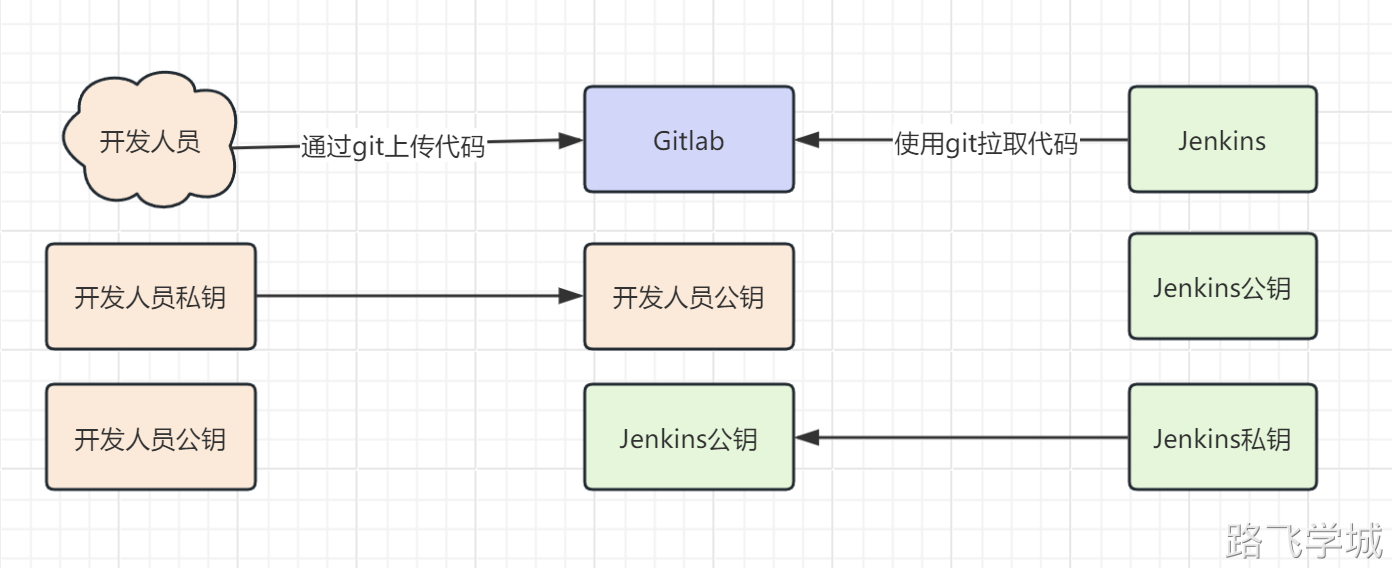 开发人员
通过git上传代码
Gitlab
使用git拉取代码
Jenkins
开发人员私钥
开发人员公钥
Jenkins公钥
开发人员公钥
Jenkins公钥
Jenkins私钥
路飞学城